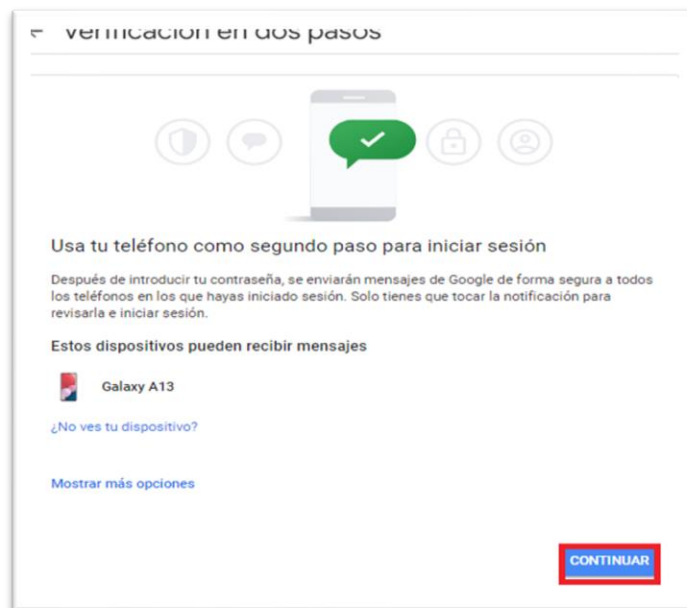 Verificación en dos pasos
Usa tu teléfono como segundo paso para iniciar sesión
Después de introducir tu contraseña, se enviarán mensajes de Google de forma segura a todos
los teléfonos en los que hayas iniciado sesión. Solo tienes que tocar la notificación para
revisarla e iniciar sesión.
Estos dispositivos pueden recibir mensajes
Galaxy A13
¿No ves tu dispositivo?
Mostrar más opciones
CONTINUAR